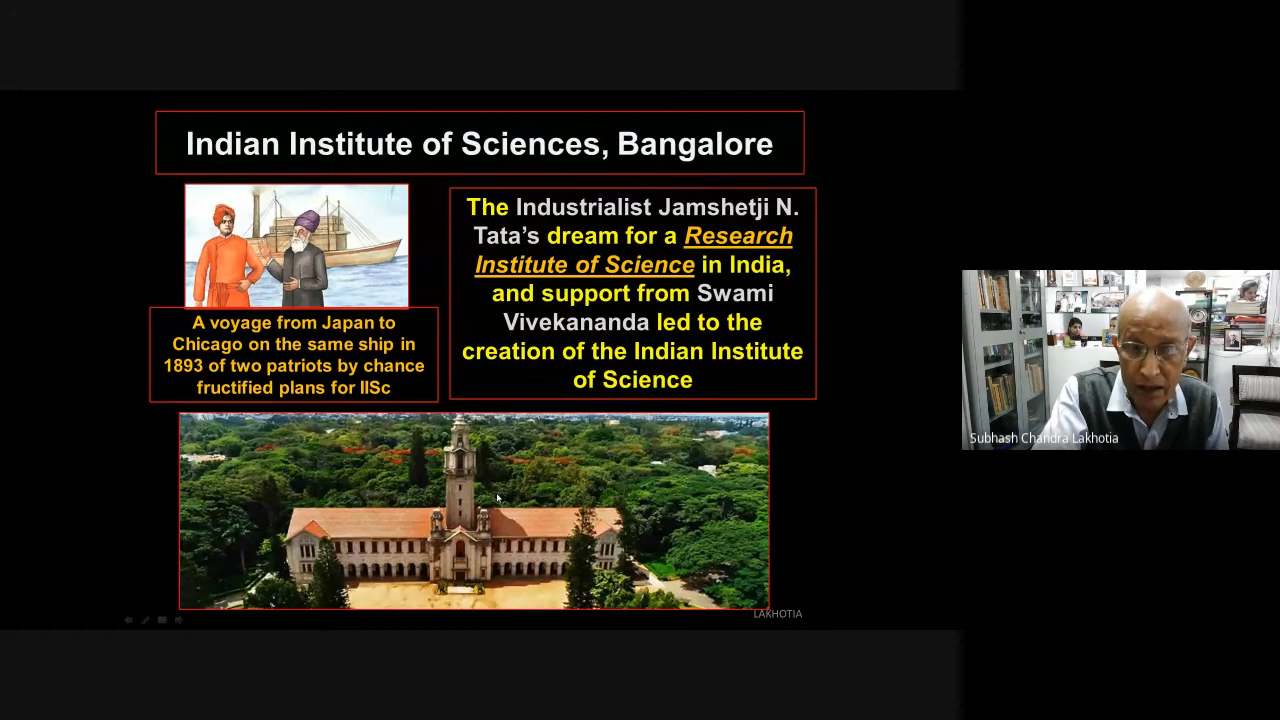 Indian Institute of Sciences, Bangalore
A voyage from Japan to
Chicago on the same ship in
1893 of two patriots by chance
fructified plans for IISc
The Industrialist Jamshetji N.
Tata’s dream for a Research
Institute of Science in India,
and support from Swami
Vivekananda led to the
creation of the Indian Institute
of Science
LAKHOTIA
Subhash Chandra Lakhotia